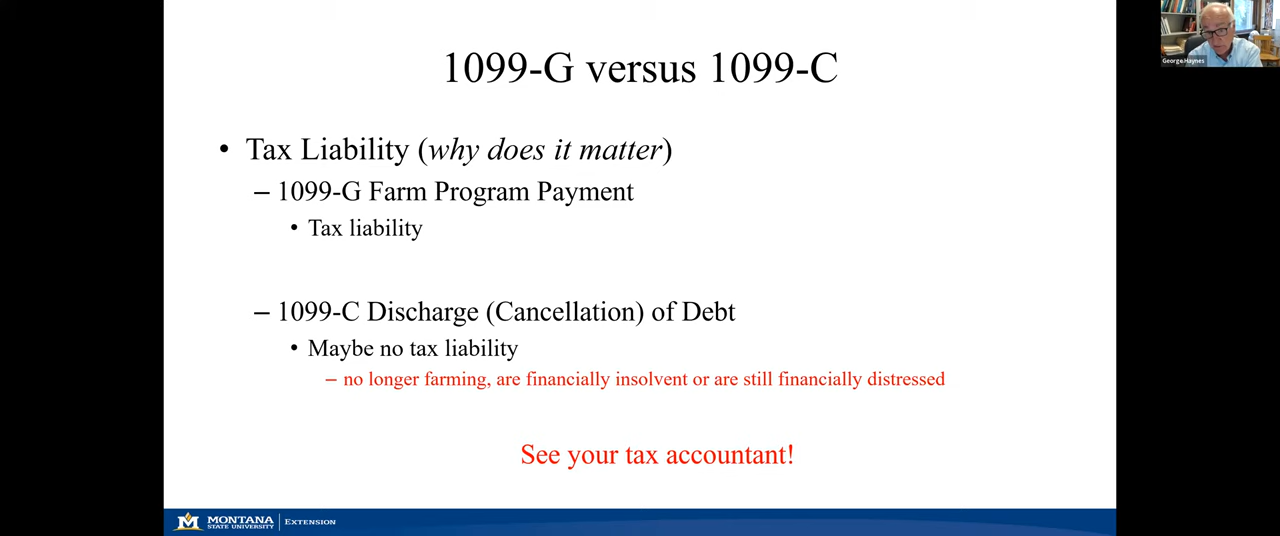 1099-G versus 1099-C
George Haynes
• Tax Liability (why does it matter)
– 1099-G Farm Program Payment
• Tax liability
– 1099-C Discharge (Cancellation) of Debt
• Maybe no tax liability
– no longer farming, are financially insolvent or are still financially distressed
See your tax accountant!
MONTANA
STATE UNIVERSITY
EXTENSION